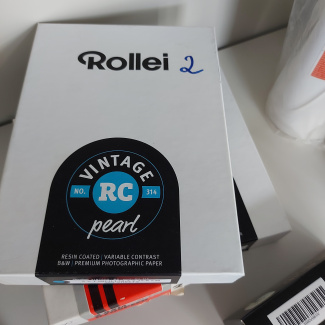 Rollei 2
VINTAGE
NO. RC 314
pearl
RESIN COATED | VARIABLE CONTRAST
B&W | PREMIUM PHOTOGRAPHIC PAPER